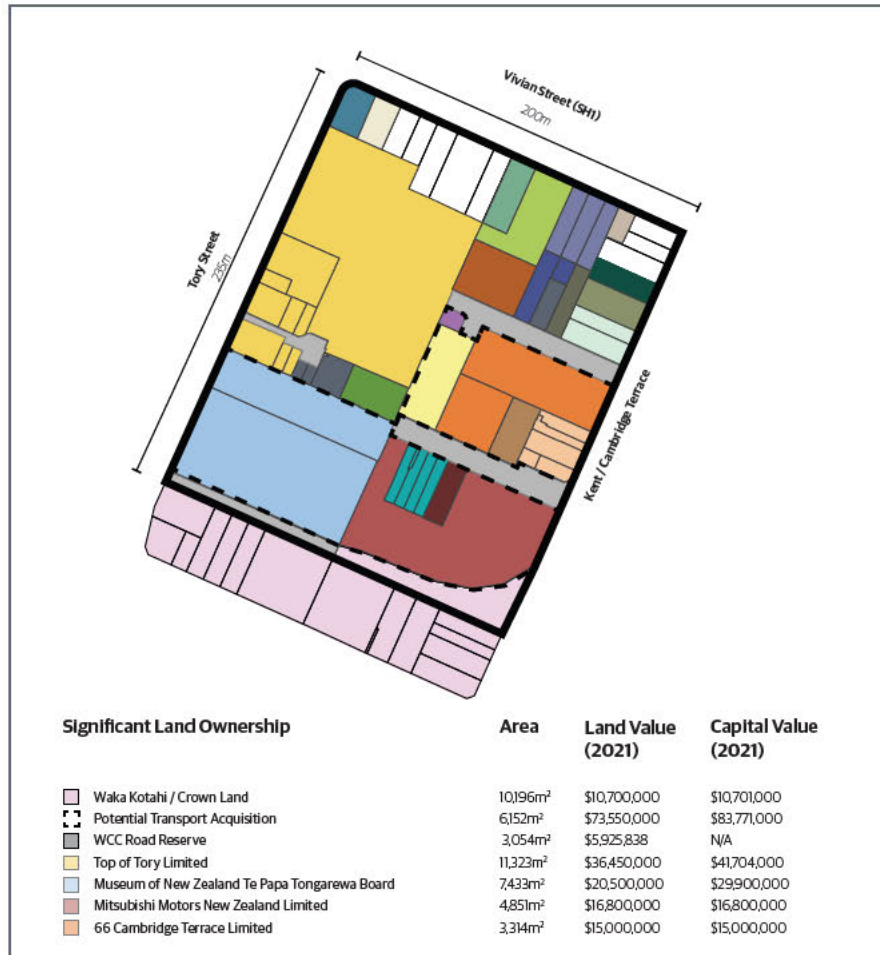 Vivian Street (SH1)
200m
Tory Street
235m
Kent / Cambridge Terrace
Significant Land Ownership Area Land Value (2021) Capital Value (2021)
Waka Kotahi / Crown Land 10,196m² $10,700,000 $10,701,000
Potential Transport Acquisition 6,152m² $73,550,000 $83,771,000
WCC Road Reserve 3,054m² $5,925,838 N/A
Top of Tory Limited 11,323m² $36,450,000 $41,704,000
Museum of New Zealand Te Papa Tongarewa Board 7,433m² $20,500,000 $29,900,000
Mitsubishi Motors New Zealand Limited 4,851m² $16,800,000 $16,800,000
66 Cambridge Terrace Limited 3,314m² $15,000,000 $15,000,000